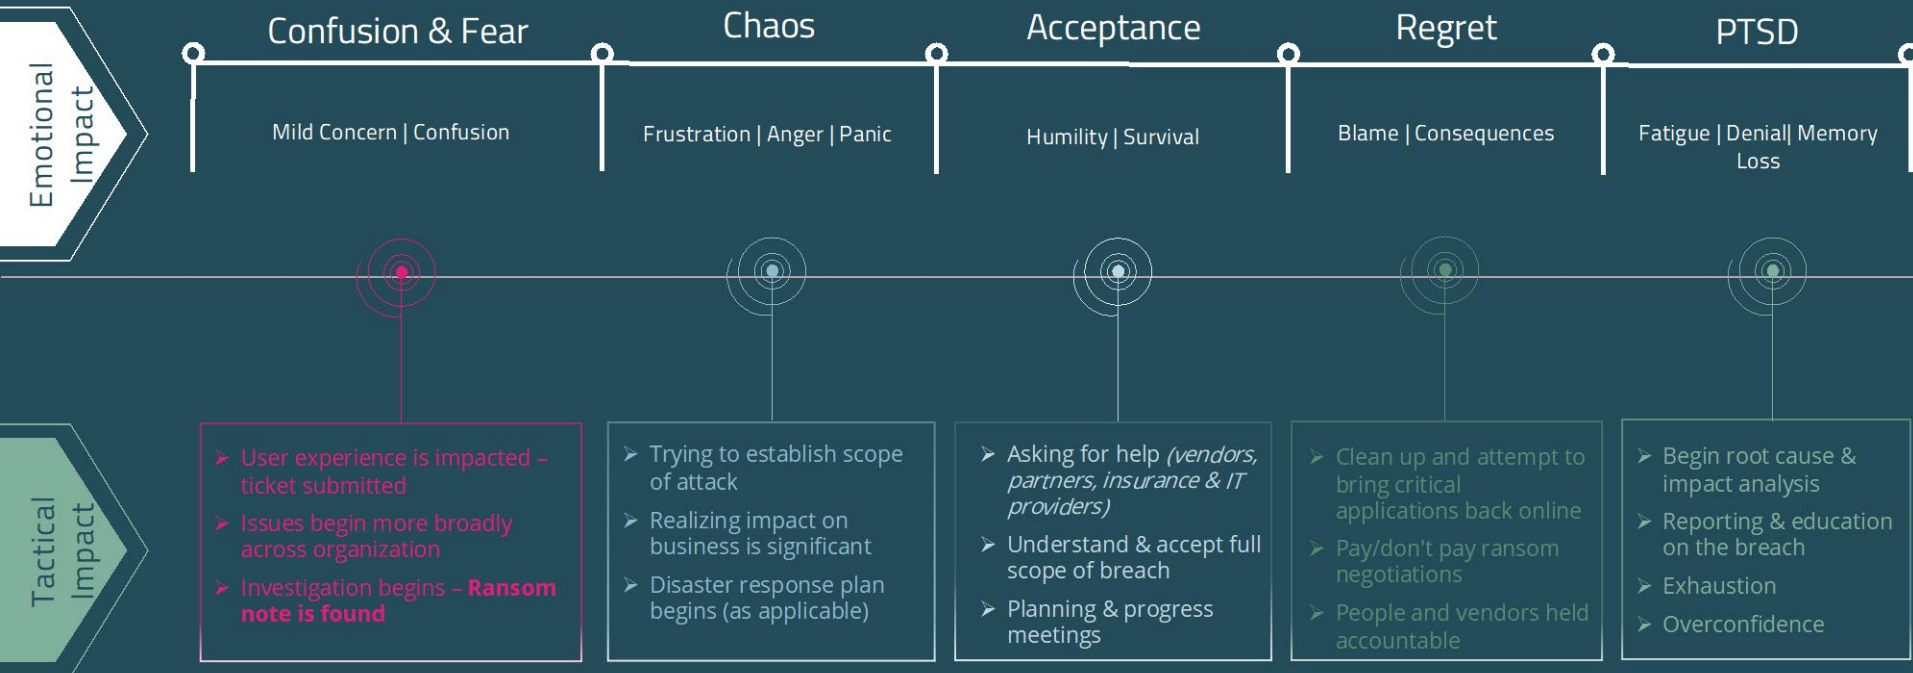 Emotional
Impact
Confusion & Fear
Mild Concern | Confusion
Chaos
Frustration | Anger | Panic
Acceptance
Humility | Survival
Regret
Blame | Consequences
PTSD
Fatigue | Denial| Memory
Loss
Tactical
Impact
➢ User experience is impacted –
ticket submitted
➢ Issues begin more broadly
across organization
➢ Investigation begins – Ransom
note is found
➢ Trying to establish scope
of attack
➢ Realizing impact on
business is significant
➢ Disaster response plan
begins (as applicable)
➢ Asking for help (vendors,
partners, insurance & IT
providers)
➢ Understand & accept full
scope of breach
➢ Planning & progress
meetings
➢ Clean up and attempt to
bring critical
applications back online
➢ Pay/don't pay ransom
negotiations
➢ People and vendors held
accountable
➢ Begin root cause &
impact analysis
➢ Reporting & education
on the breach
➢ Exhaustion
➢ Overconfidence